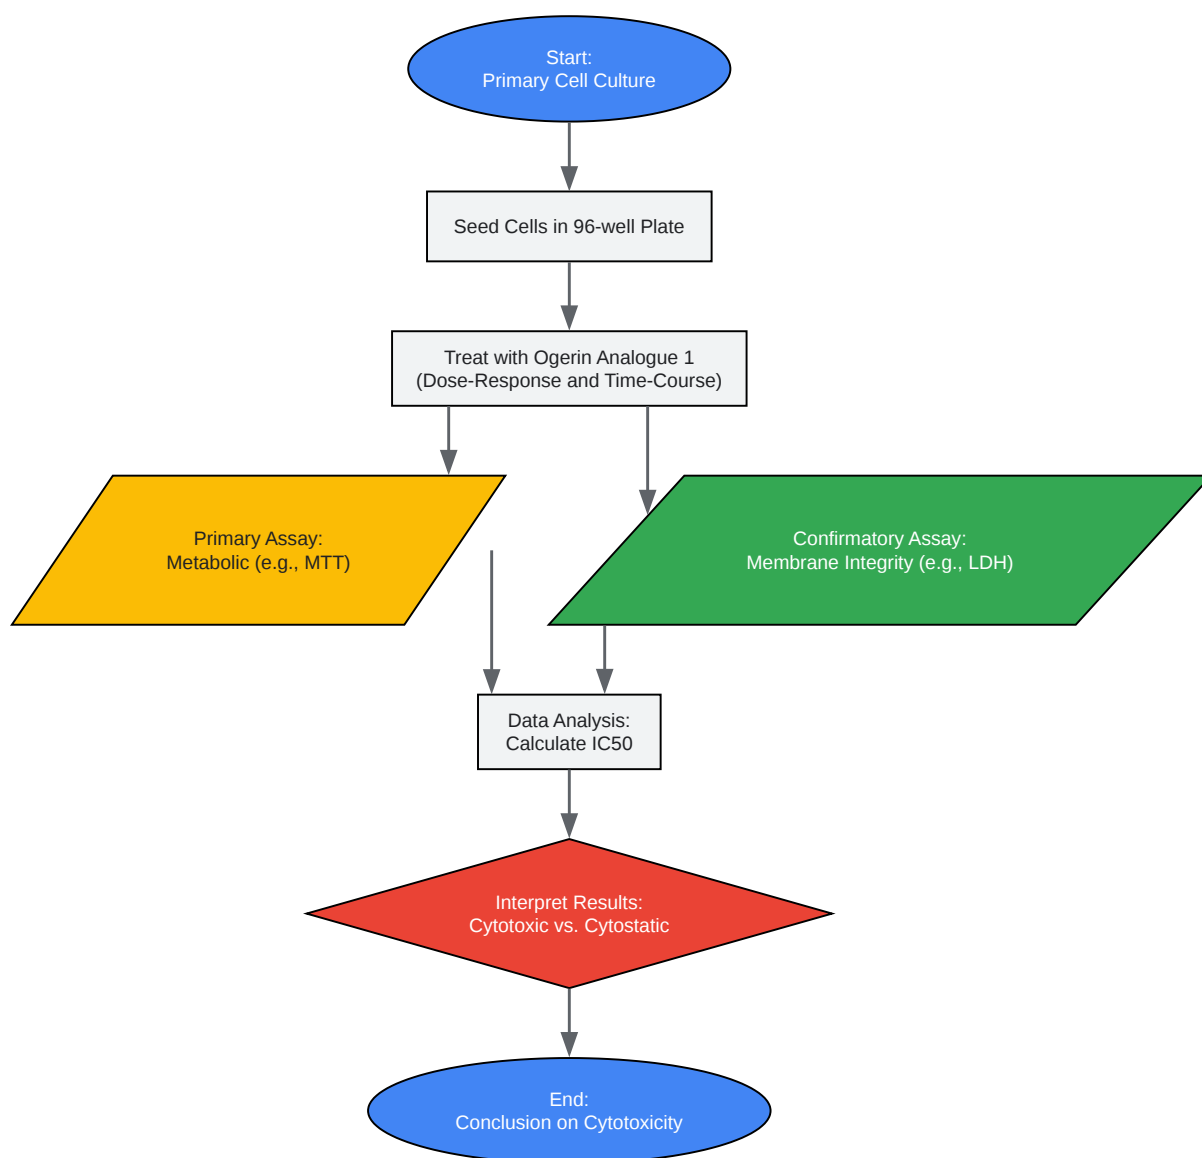 Start:
Primary Cell Culture
Seed Cells in 96-well Plate
Treat with Ogerin Analogue 1
(Dose-Response and Time-Course)
Primary Assay:
Metabolic (e.g., MTT)
Confirmatory Assay:
Membrane Integrity (e.g., LDH)
Data Analysis:
Calculate IC50
Interpret Results:
Cytotoxic vs. Cytostatic
End:
Conclusion on Cytotoxicity